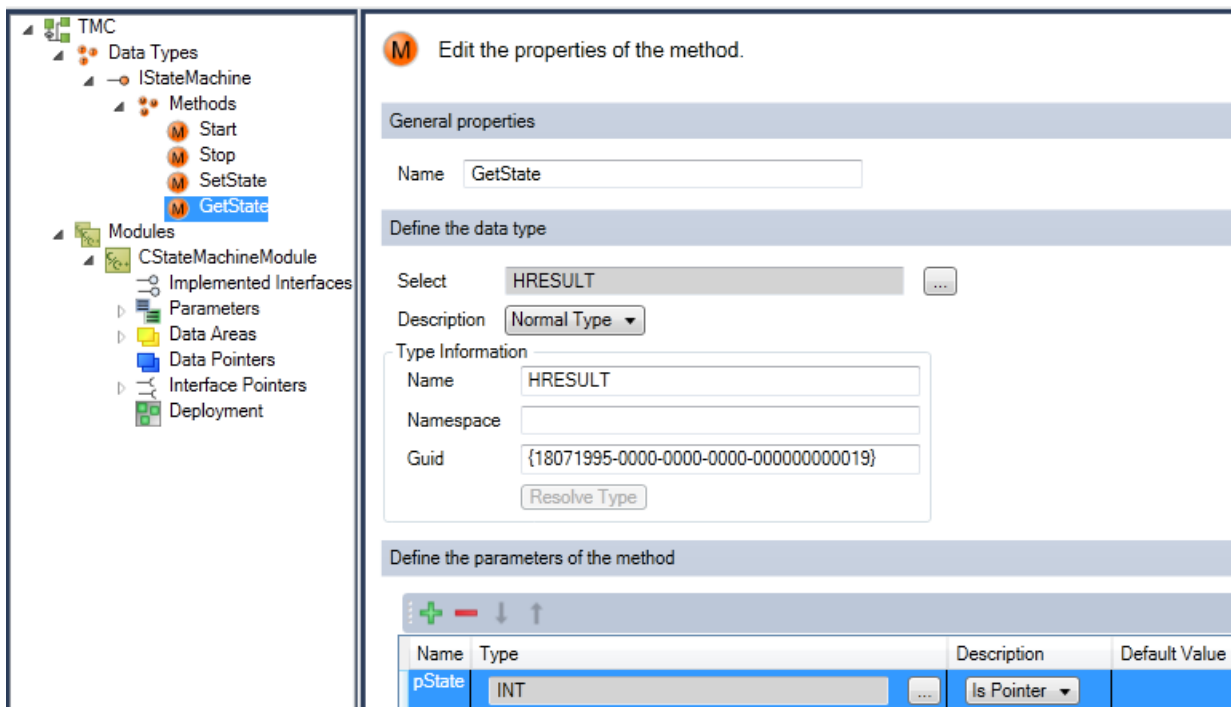 TMC
Data Types
IStateMachine
Methods
Start
Stop
SetState
GetState
Modules
CStateMachineModule
Implemented Interfaces
Parameters
Data Areas
Data Pointers
Interface Pointers
Deployment
M Edit the properties of the method.
General properties
Name GetState
Define the data type
Select HRESULT ...
Description Normal Type
Type Information
Name HRESULT
Namespace
Guid {18071995-0000-0000-0000-000000000019}
Resolve Type
Define the parameters of the method
Name Type Description Default Value
pState INT ... Is Pointer